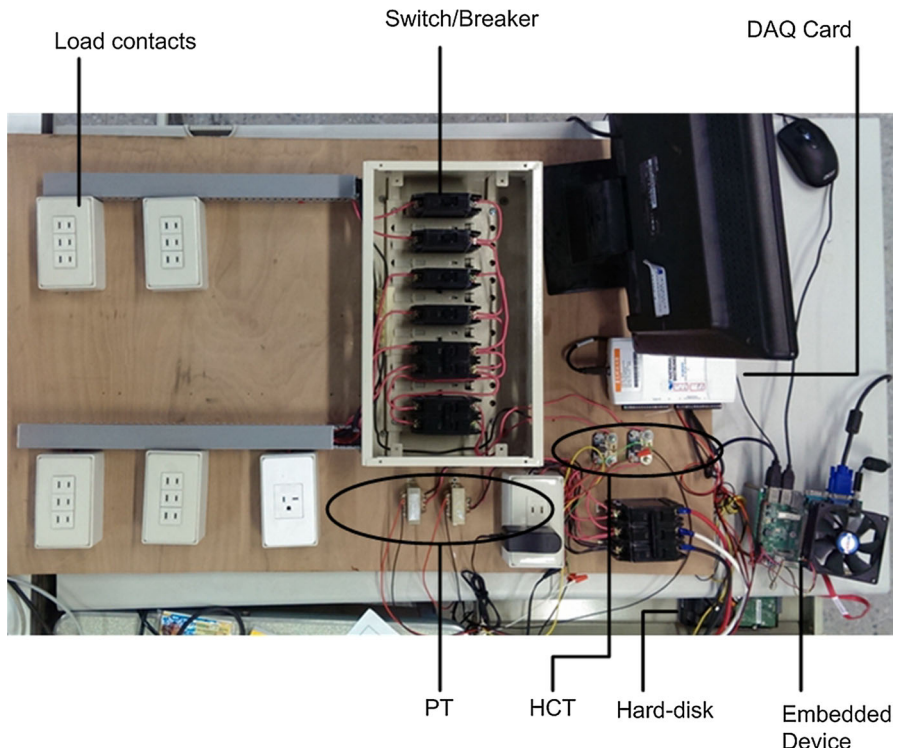 Switch/Breaker
Load contacts
DAQ Card
PT
HCT
Hard-disk
Embedded
Device